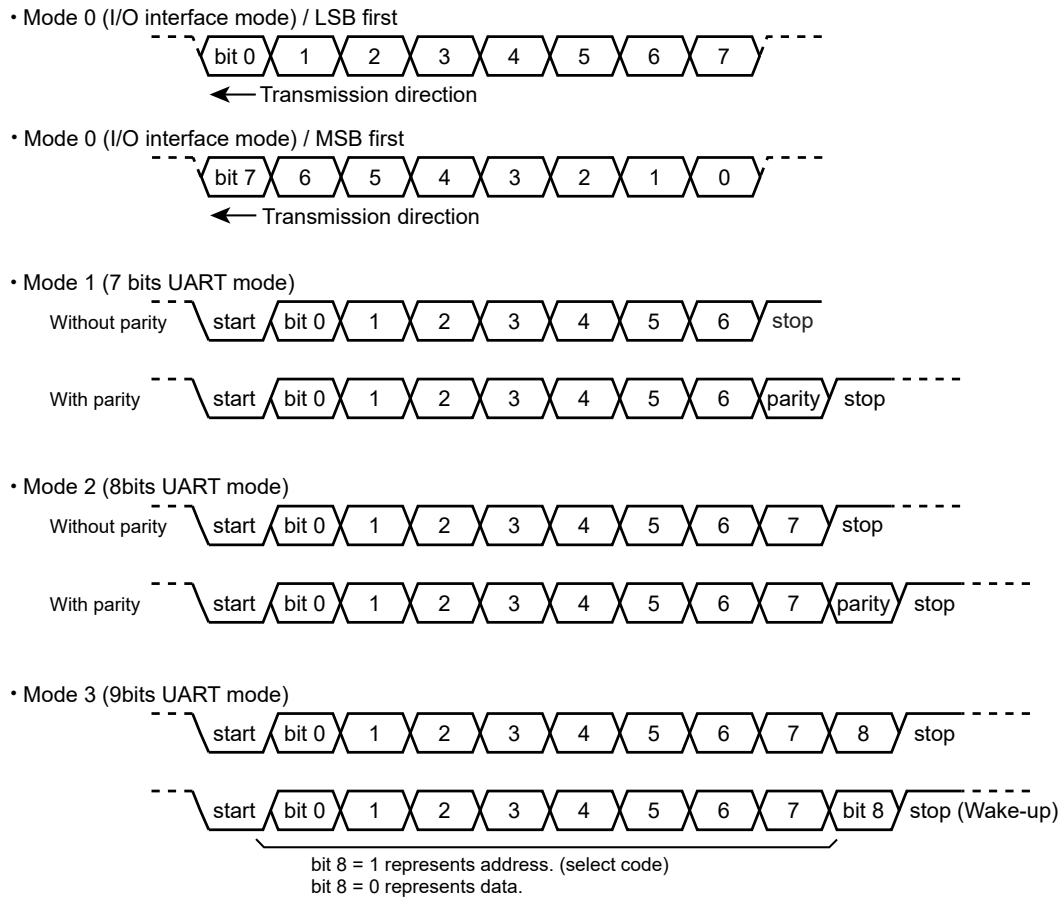 ・Mode 0 (I/O interface mode) / LSB first
bit 0 1 2 3 4 5 6 7
Transmission direction
・Mode 0 (I/O interface mode) / MSB first
bit 7 6 5 4 3 2 1 0
Transmission direction
・Mode 1 (7 bits UART mode)
Without parity start bit 0 1 2 3 4 5 6 stop
With parity start bit 0 1 2 3 4 5 6 parity stop
・Mode 2 (8bits UART mode)
Without parity start bit 0 1 2 3 4 5 6 7 stop
With parity start bit 0 1 2 3 4 5 6 7 parity stop
・Mode 3 (9bits UART mode)
start bit 0 1 2 3 4 5 6 7 8 stop
start bit 0 1 2 3 4 5 6 7 bit 8 stop (Wake-up)
bit 8 = 1 represents address. (select code)
bit 8 = 0 represents data.